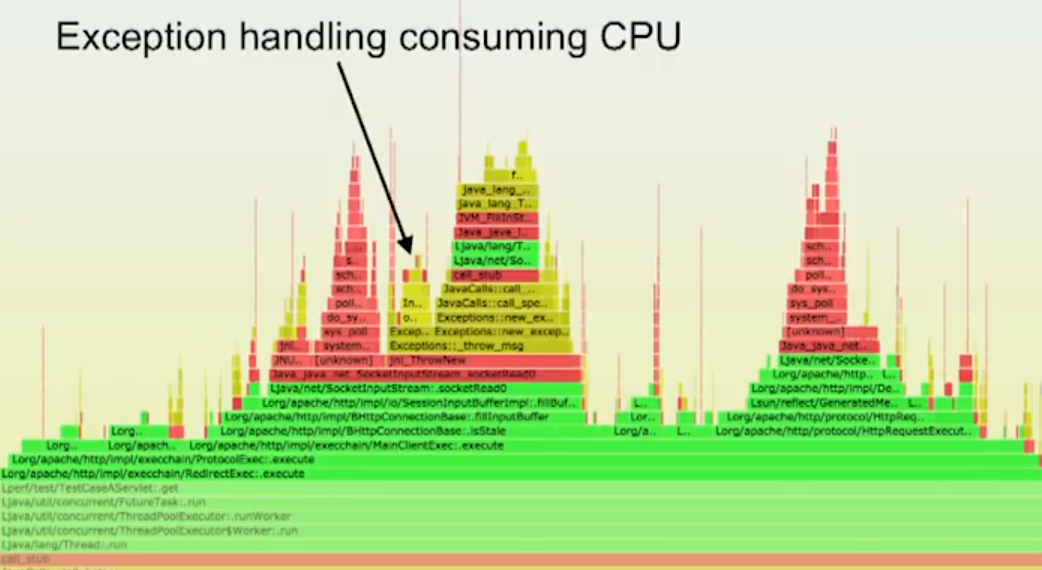 Exception handling consuming CPU
f..
java_lang_..
java_lang_T..
JVM_FillInSt..
Java_java_l..
Ljava/lang/T..
Ljava/net/So..
call_stub
s.. sch..
sch.. JavaCalls::call_.. sch.. poll..
poll.. In.. JavaCalls::call_spe.. do_sys..
sys_poll
do_sy.. o.. Exceptions::new_ex.. system_..
sys_poll Excep.. Exceptions::new_excep.. [unknown]
jni.. system.. Exceptions::_throw_msg Java_java_net..
JNU.. [unknown] jni_ThrowNew Ljava/net/Socke..
Java_java_net_SocketInputStream_socketRead0 Lorg/apache/http.. L..
Ljava/net/SocketInputStream:.socketRead0 Lorg/apache/http/impl/De..
Lorg/apache/http/impl/io/SessionInputBufferImpl:.fillBuf.. L.. Lsun/reflect/GeneratedMe.. L..
Lorg/apache/http/impl/BHttpConnectionBase:.fillInputBuffer Lor.. Lorg/apache/http/protocol/HttpReq..
Lorg.. Lorg/apache/http/impl/BHttpConnectionBase:.isStale Lorg/a.. L.. Lorg/apache/http/protocol/HttpRequestExecut..
Lorg.. Lorg/apach.. Lorg/apache/http/impl/execchain/MainClientExec:.execute
Lorg/apache/http/impl/execchain/ProtocolExec:.execute
Lorg/apache/http/impl/execchain/RedirectExec:.execute
Lperf/test/TestCaseAServlet:.get
Ljava/util/concurrent/FutureTask:.run
Ljava/util/concurrent/ThreadPoolExecutor:.runWorker
Ljava/util/concurrent/ThreadPoolExecutor$Worker:.run
Ljava/lang/Thread:.run
call_stub